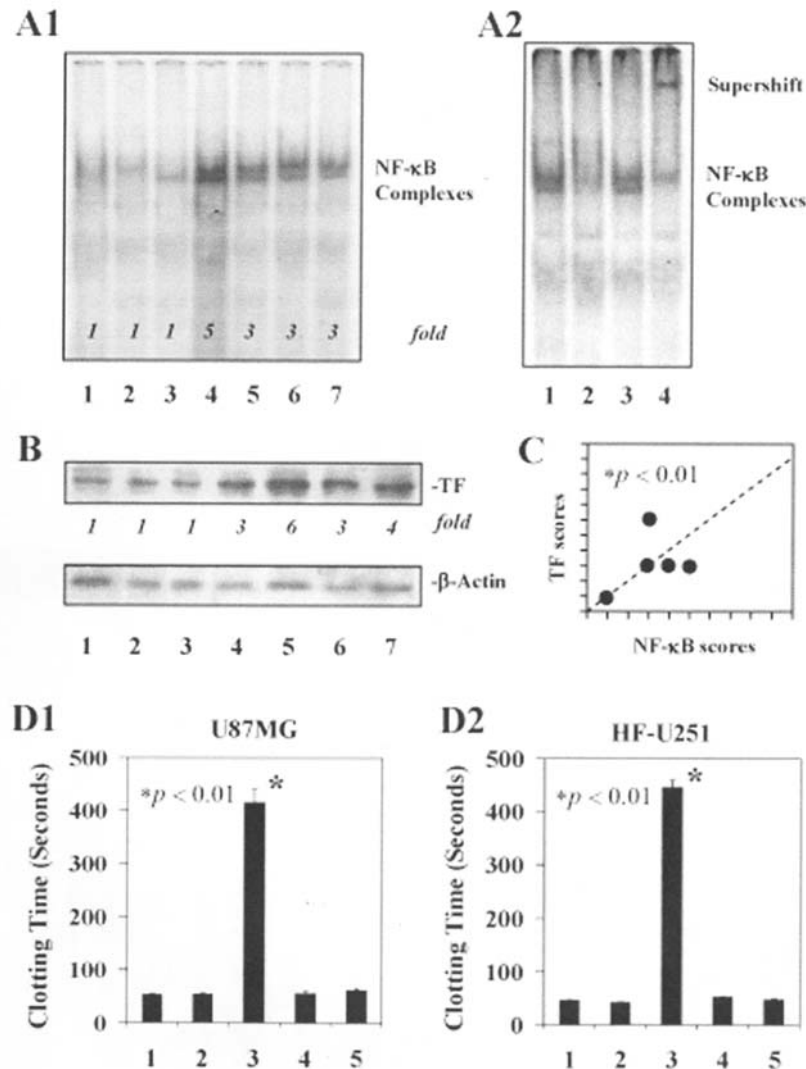 A1
NF-κB
Complexes
1 1 1 5 3 3 3 fold
1 2 3 4 5 6 7
A2
Supershift
NF-κB
Complexes
1 2 3 4
B
-TF
1 1 1 3 6 3 4 fold
-β-Actin
1 2 3 4 5 6 7
C
*p < 0.01
TF scores
NF-κB scores
D1
U87MG
*p < 0.01
*
Clotting Time (Seconds)
500
400
300
200
100
0
1 2 3 4 5
D2
HF-U251
*p < 0.01
*
Clotting Time (Seconds)
500
400
300
200
100
0
1 2 3 4 5